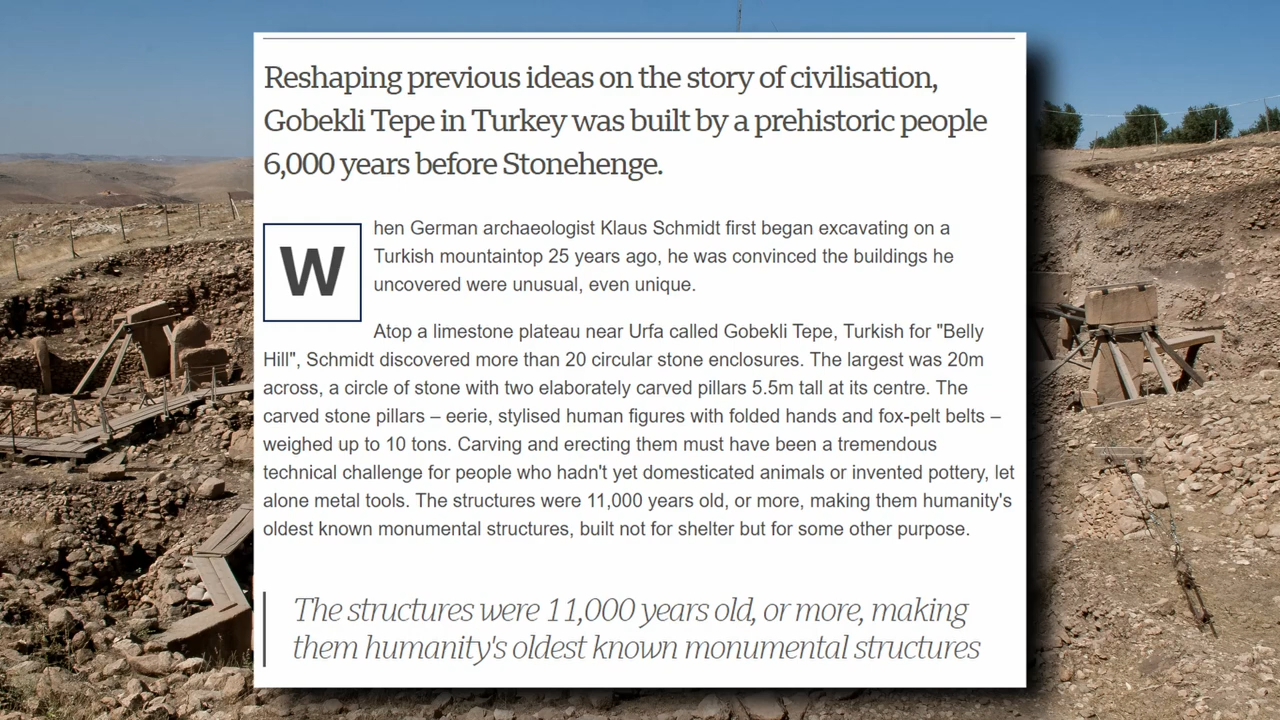 Reshaping previous ideas on the story of civilisation,
Gobekli Tepe in Turkey was built by a prehistoric people
6,000 years before Stonehenge.
When German archaeologist Klaus Schmidt first began excavating on a
Turkish mountaintop 25 years ago, he was convinced the buildings he
uncovered were unusual, even unique.
Atop a limestone plateau near Urfa called Gobekli Tepe, Turkish for "Belly
Hill", Schmidt discovered more than 20 circular stone enclosures. The largest was 20m
across, a circle of stone with two elaborately carved pillars 5.5m tall at its centre. The
carved stone pillars – eerie, stylised human figures with folded hands and fox-pelt belts –
weighed up to 10 tons. Carving and erecting them must have been a tremendous
technical challenge for people who hadn't yet domesticated animals or invented pottery, let
alone metal tools. The structures were 11,000 years old, or more, making them humanity's
oldest known monumental structures, built not for shelter but for some other purpose.
The structures were 11,000 years old, or more, making
them humanity's oldest known monumental structures